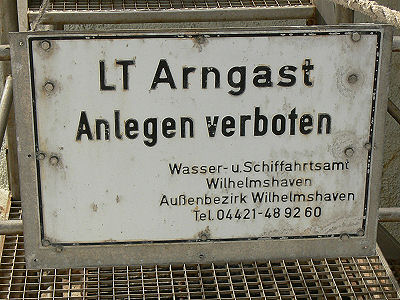 LT Arngast
Anlegen verboten
Wasser- u. Schiffahrtsamt
Wilhelmshaven
Außenbezirk Wilhelmshaven
Tel. 04421-48 92 60